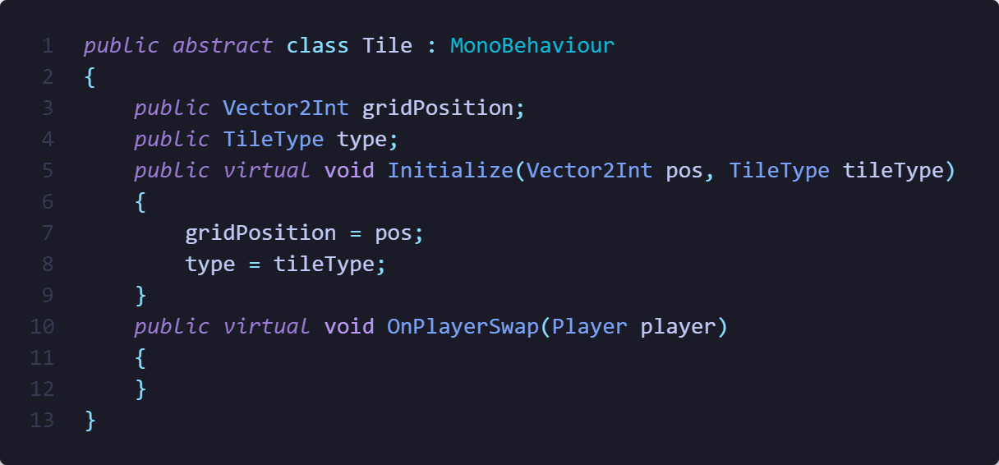 1 public abstract class Tile : MonoBehaviour
2 {
3     public Vector2Int gridPosition;
4     public TileType type;
5     public virtual void Initialize(Vector2Int pos, TileType tileType)
6     {
7         gridPosition = pos;
8         type = tileType;
9     }
10     public virtual void OnPlayerSwap(Player player)
11     {
12     }
13 }